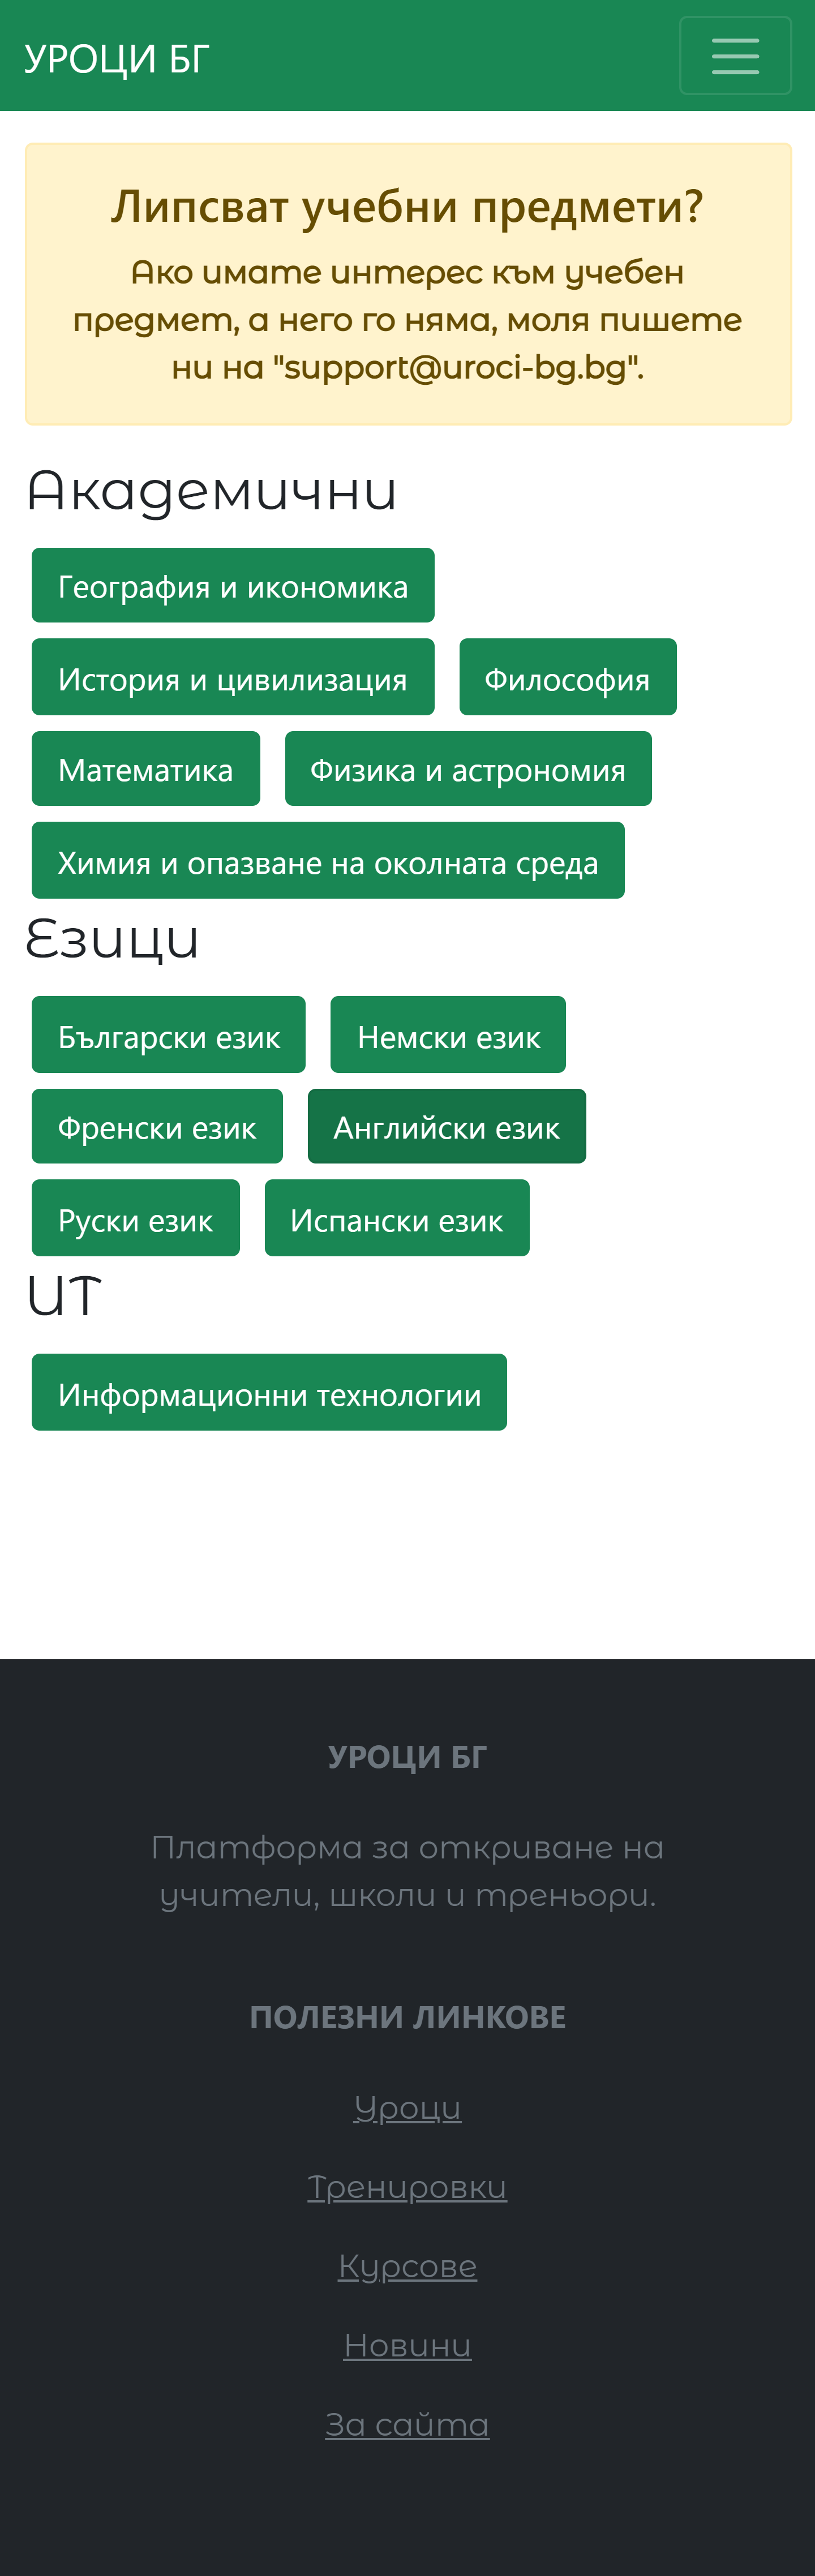 УРОЦИ БГ
Липсват учебни предмети?
Ако имате интерес към учебен
предмет, а него го няма, моля пишете
ни на "support@uroci-bg.bg".
Академични
География и икономика
История и цивилизация Философия
Математика Физика и астрономия
Химия и опазване на околната среда
Езици
Български език Немски език
Френски език Английски език
Руски език Испански език
ИТ
Информационни технологии
УРОЦИ БГ
Платформа за откриване на
учители, школи и треньори.
ПОЛЕЗНИ ЛИНКОВЕ
Уроци
Тренировки
Курсове
Новини
За сайта